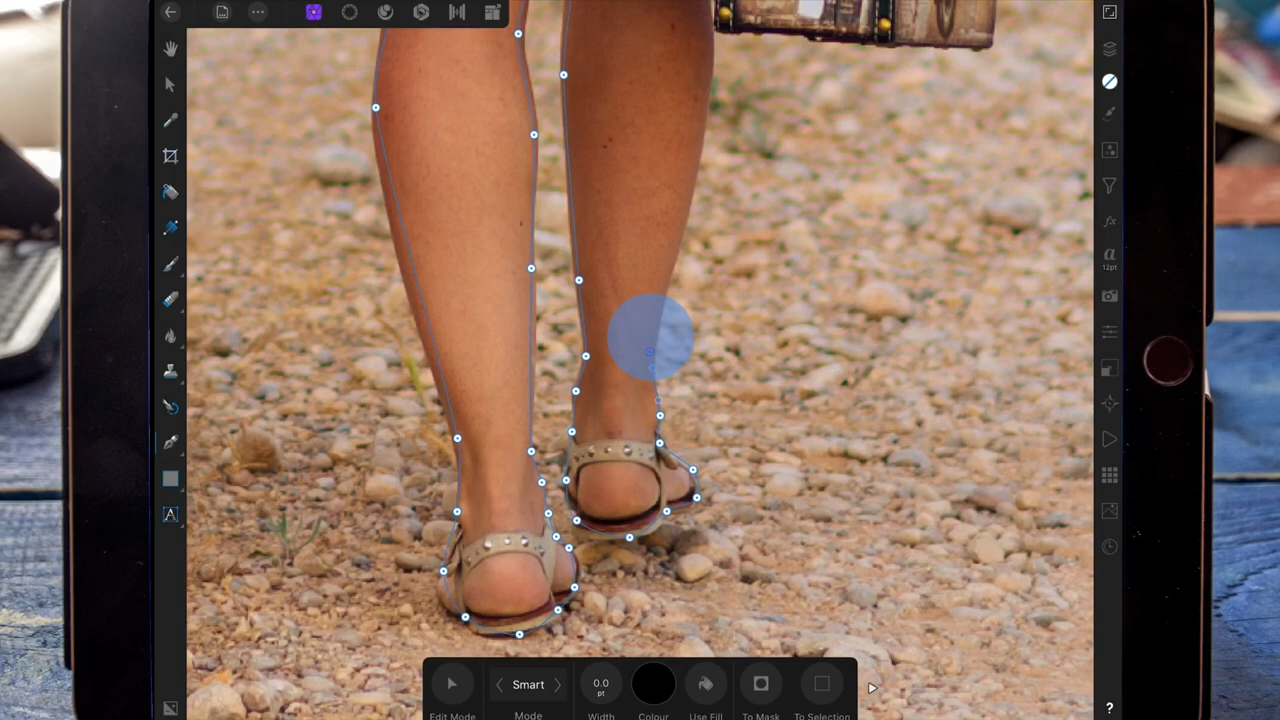 a
12pt
A
0.0
pt
Smart
Edit Mode
Mode
Width
Colour
Use Fill
To Mask
To Selection
?